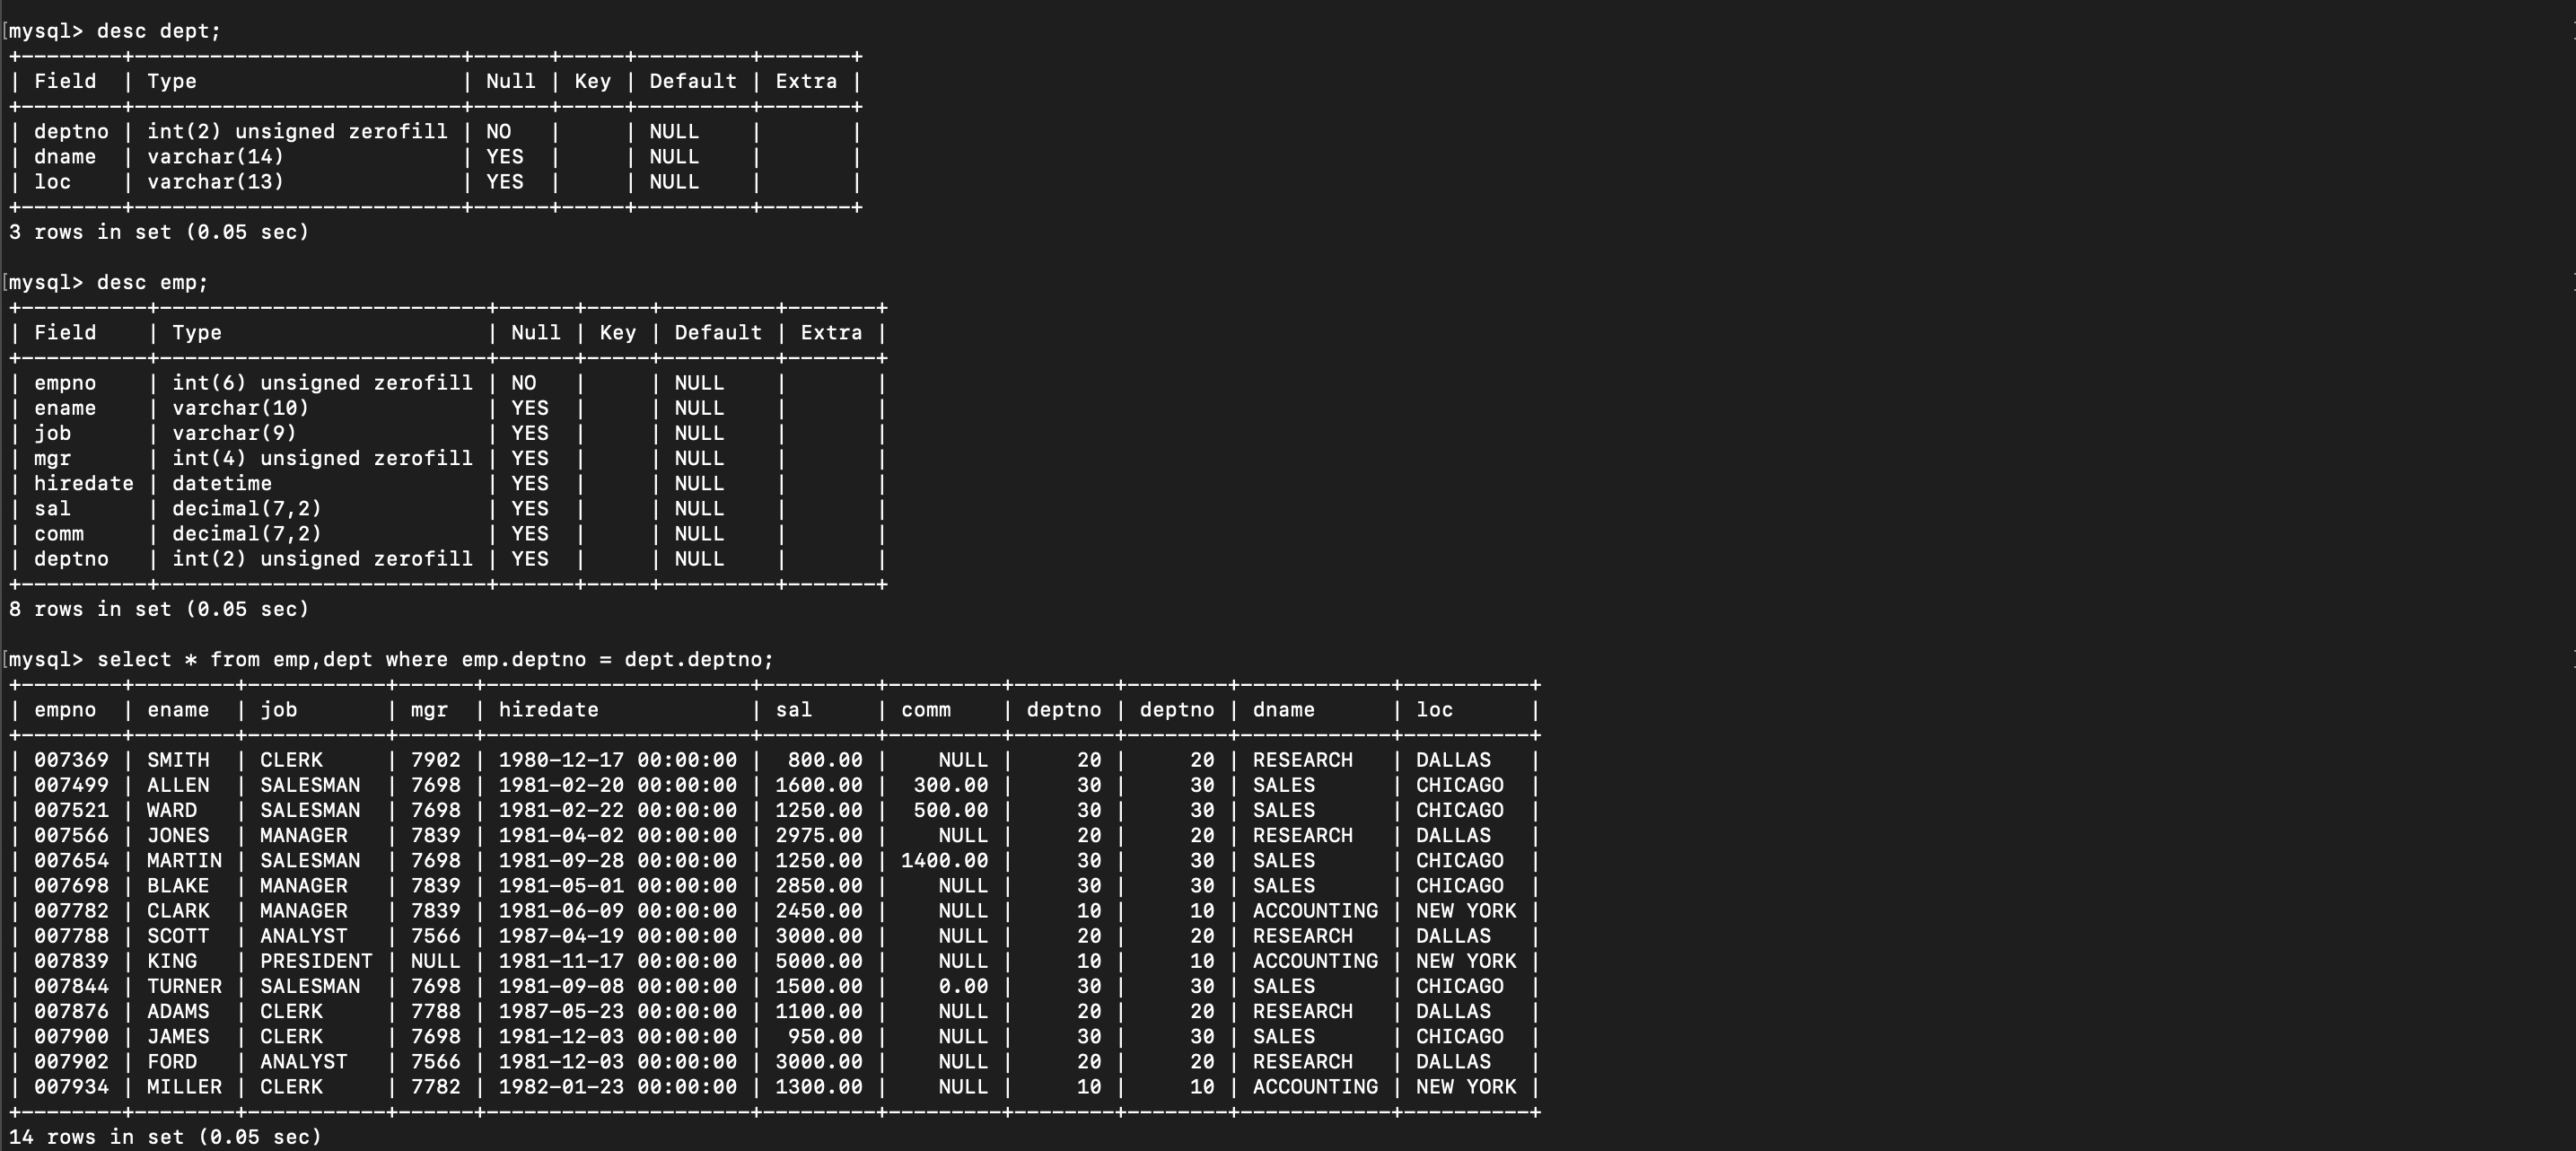 mysql> desc dept;
+--------+--------------------------+------+-----+---------+-------+
| Field  | Type                     | Null | Key | Default | Extra |
+--------+--------------------------+------+-----+---------+-------+
| deptno | int(2) unsigned zerofill | NO   |     | NULL    |       |
| dname  | varchar(14)              | YES  |     | NULL    |       |
| loc    | varchar(13)              | YES  |     | NULL    |       |
+--------+--------------------------+------+-----+---------+-------+
3 rows in set (0.05 sec)
mysql> desc emp;
+----------+--------------------------+------+-----+---------+-------+
| Field    | Type                     | Null | Key | Default | Extra |
+----------+--------------------------+------+-----+---------+-------+
| empno    | int(6) unsigned zerofill | NO   |     | NULL    |       |
| ename    | varchar(10)              | YES  |     | NULL    |       |
| job      | varchar(9)               | YES  |     | NULL    |       |
| mgr      | int(4) unsigned zerofill | YES  |     | NULL    |       |
| hiredate | datetime                 | YES  |     | NULL    |       |
| sal      | decimal(7,2)             | YES  |     | NULL    |       |
| comm     | decimal(7,2)             | YES  |     | NULL    |       |
| deptno   | int(2) unsigned zerofill | YES  |     | NULL    |       |
+----------+--------------------------+------+-----+---------+-------+
8 rows in set (0.05 sec)
mysql> select * from emp,dept where emp.deptno = dept.deptno;
+--------+--------+-----------+------+---------------------+---------+---------+--------+--------+------------+----------+
| empno  | ename  | job       | mgr  | hiredate            | sal     | comm    | deptno | deptno | dname      | loc      |
+--------+--------+-----------+------+---------------------+---------+---------+--------+--------+------------+----------+
| 007369 | SMITH  | CLERK     | 7902 | 1980-12-17 00:00:00 |  800.00 |    NULL |     20 |     20 | RESEARCH   | DALLAS   |
| 007499 | ALLEN  | SALESMAN  | 7698 | 1981-02-20 00:00:00 | 1600.00 |  300.00 |     30 |     30 | SALES      | CHICAGO  |
| 007521 | WARD   | SALESMAN  | 7698 | 1981-02-22 00:00:00 | 1250.00 |  500.00 |     30 |     30 | SALES      | CHICAGO  |
| 007566 | JONES  | MANAGER   | 7839 | 1981-04-02 00:00:00 | 2975.00 |    NULL |     20 |     20 | RESEARCH   | DALLAS   |
| 007654 | MARTIN | SALESMAN  | 7698 | 1981-09-28 00:00:00 | 1250.00 | 1400.00 |     30 |     30 | SALES      | CHICAGO  |
| 007698 | BLAKE  | MANAGER   | 7839 | 1981-05-01 00:00:00 | 2850.00 |    NULL |     30 |     30 | SALES      | CHICAGO  |
| 007782 | CLARK  | MANAGER   | 7839 | 1981-06-09 00:00:00 | 2450.00 |    NULL |     10 |     10 | ACCOUNTING | NEW YORK |
| 007788 | SCOTT  | ANALYST   | 7566 | 1987-04-19 00:00:00 | 3000.00 |    NULL |     20 |     20 | RESEARCH   | DALLAS   |
| 007839 | KING   | PRESIDENT | NULL | 1981-11-17 00:00:00 | 5000.00 |    NULL |     10 |     10 | ACCOUNTING | NEW YORK |
| 007844 | TURNER | SALESMAN  | 7698 | 1981-09-08 00:00:00 | 1500.00 |    0.00 |     30 |     30 | SALES      | CHICAGO  |
| 007876 | ADAMS  | CLERK     | 7788 | 1987-05-23 00:00:00 | 1100.00 |    NULL |     20 |     20 | RESEARCH   | DALLAS   |
| 007900 | JAMES  | CLERK     | 7698 | 1981-12-03 00:00:00 |  950.00 |    NULL |     30 |     30 | SALES      | CHICAGO  |
| 007902 | FORD   | ANALYST   | 7566 | 1981-12-03 00:00:00 | 3000.00 |    NULL |     20 |     20 | RESEARCH   | DALLAS   |
| 007934 | MILLER | CLERK     | 7782 | 1982-01-23 00:00:00 | 1300.00 |    NULL |     10 |     10 | ACCOUNTING | NEW YORK |
+--------+--------+-----------+------+---------------------+---------+---------+--------+--------+------------+----------+
14 rows in set (0.05 sec)